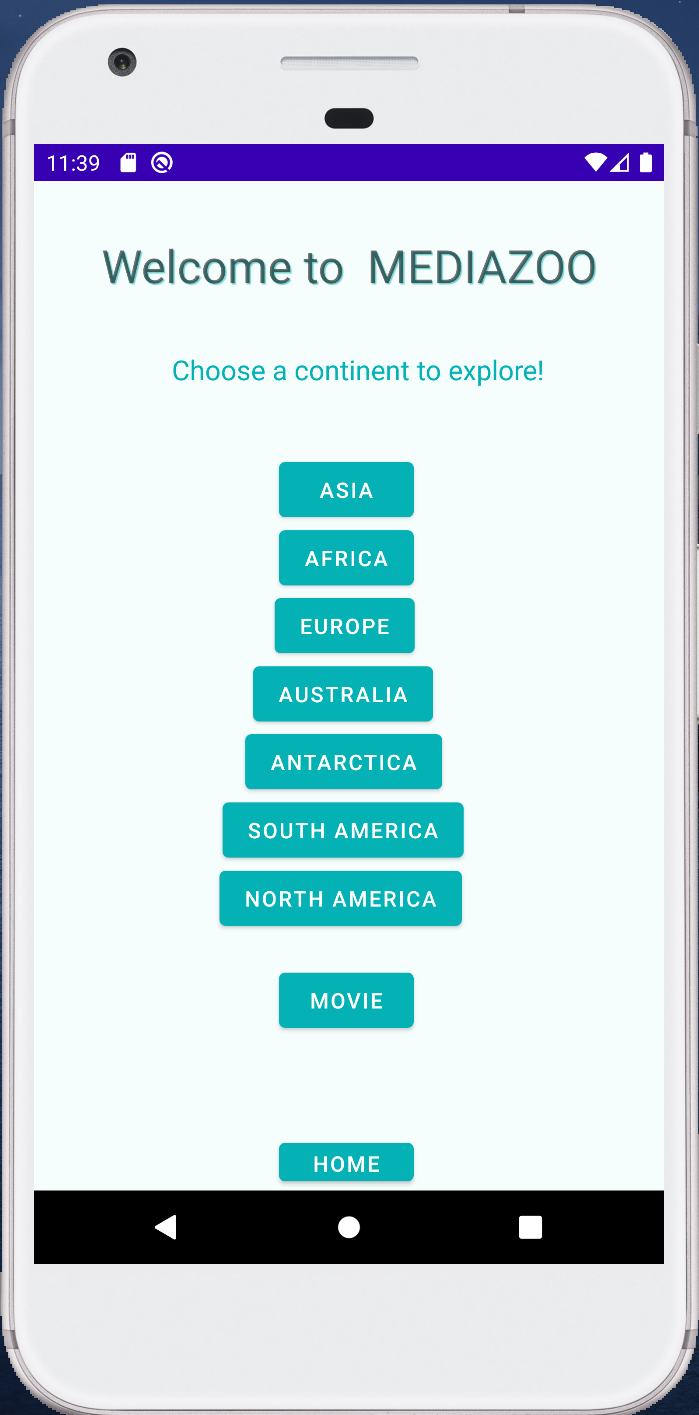 11:39
Welcome to  MEDIAZOO
Choose a continent to explore!
ASIA
AFRICA
EUROPE
AUSTRALIA
ANTARCTICA
SOUTH AMERICA
NORTH AMERICA
MOVIE
HOME